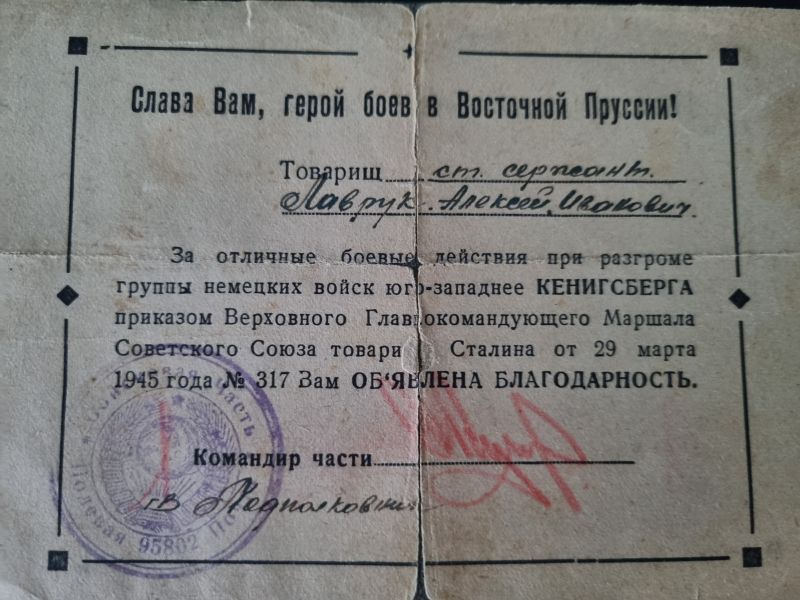 Слава Вам, герой боев в Восточной Пруссии!
Товарищ ст. сержант.
Лаврук Алексей Иванович.
За отличные боевые действия при разгроме
группы немецких войск юго-западнее КЕНИГСБЕРГА
приказом Верховного Главнокомандующего Маршала
Советского Союза товари Сталина от 29 марта
1945 года № 317 Вам ОБ'ЯВЛЕНА БЛАГОДАРНОСТЬ.
Командир части
гв Подполковник
Полевая 95802 часть